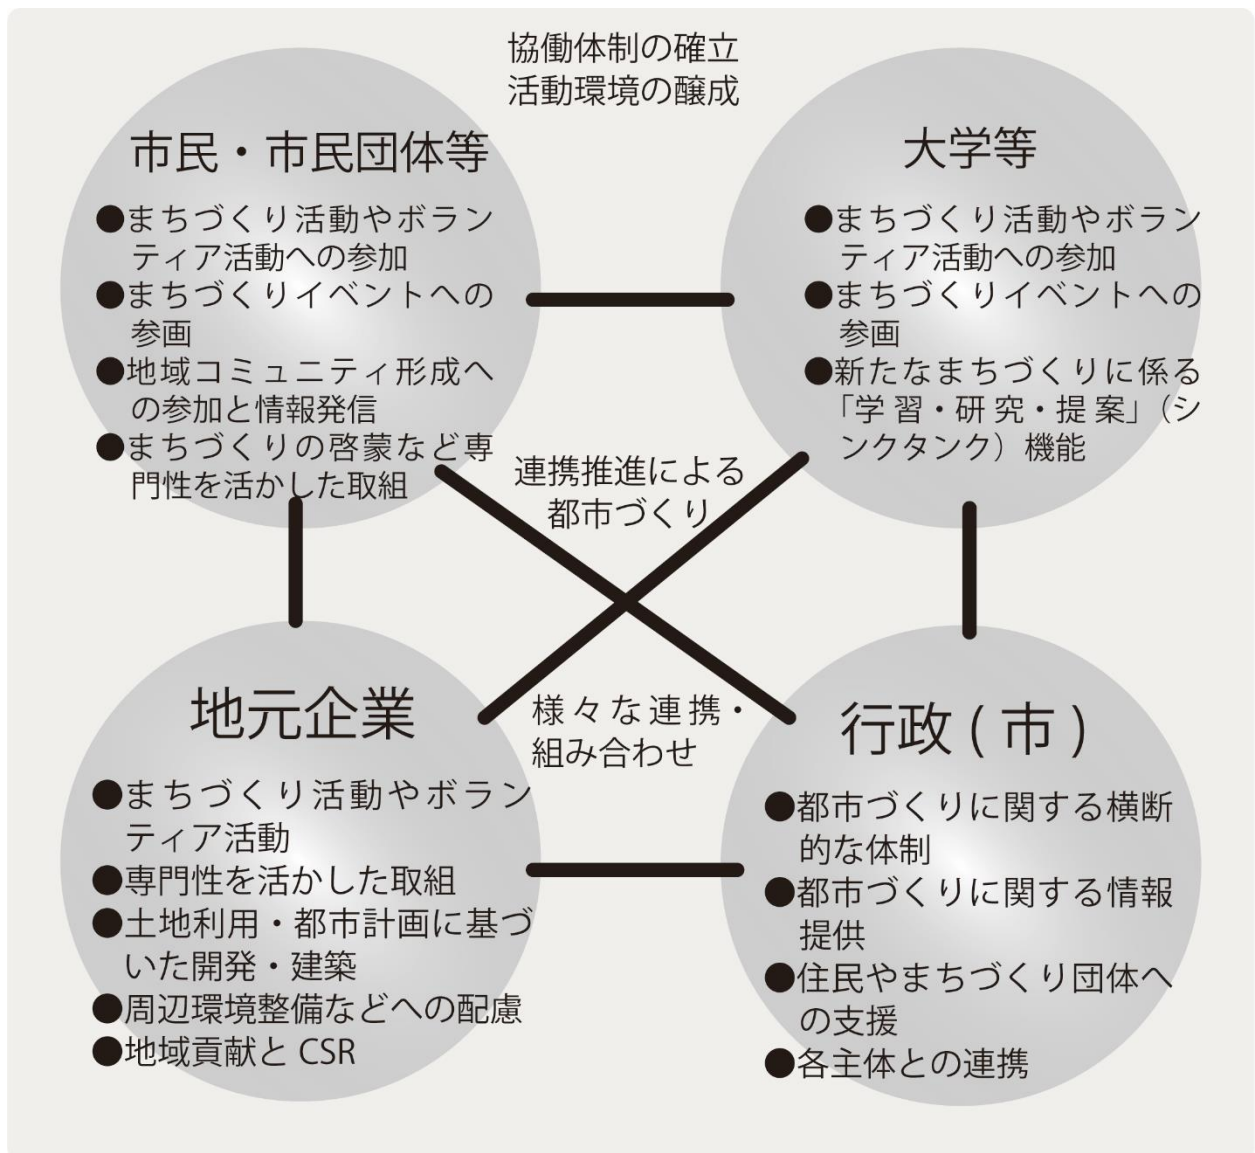 協働体制の確立
活動環境の醸成
市民・市民団体等
●まちづくり活動やボラン
ティア活動への参加
●まちづくりイベントへの
参画
●地域コミュニティ形成へ
の参加と情報発信
●まちづくりの啓蒙など専
門性を活かした取組
大学等
●まちづくり活動やボラン
ティア活動への参加
●まちづくりイベントへの
参画
●新たなまちづくりに係る
「学習・研究・提案」（シ
ンクタンク）機能
連携推進による
都市づくり
様々な連携・
組み合わせ
地元企業
●まちづくり活動やボラン
ティア活動
●専門性を活かした取組
●土地利用・都市計画に基づ
いた開発・建築
●周辺環境整備などへの配慮
●地域貢献と CSR
行政 ( 市 )
●都市づくりに関する横断
的な体制
●都市づくりに関する情報
提供
●住民やまちづくり団体へ
の支援
●各主体との連携